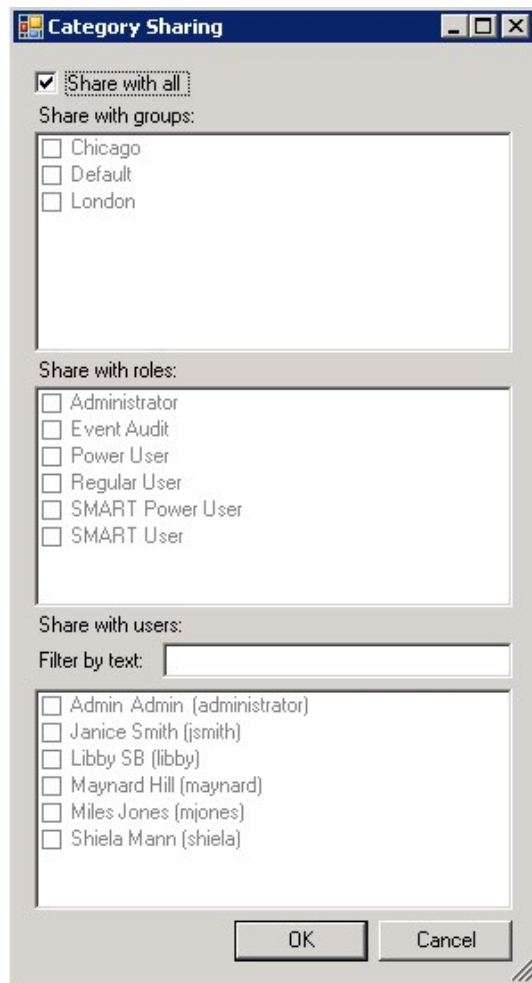 Category Sharing
Share with all
Share with groups:
Chicago
Default
London
Share with roles:
Administrator
Event Audit
Power User
Regular User
SMART Power User
SMART User
Share with users:
Filter by text:
Admin Admin (administrator)
Janice Smith (jsmith)
Libby SB (libby)
Maynard Hill (maynard)
Miles Jones (mjones)
Shiela Mann (shiela)
OK Cancel